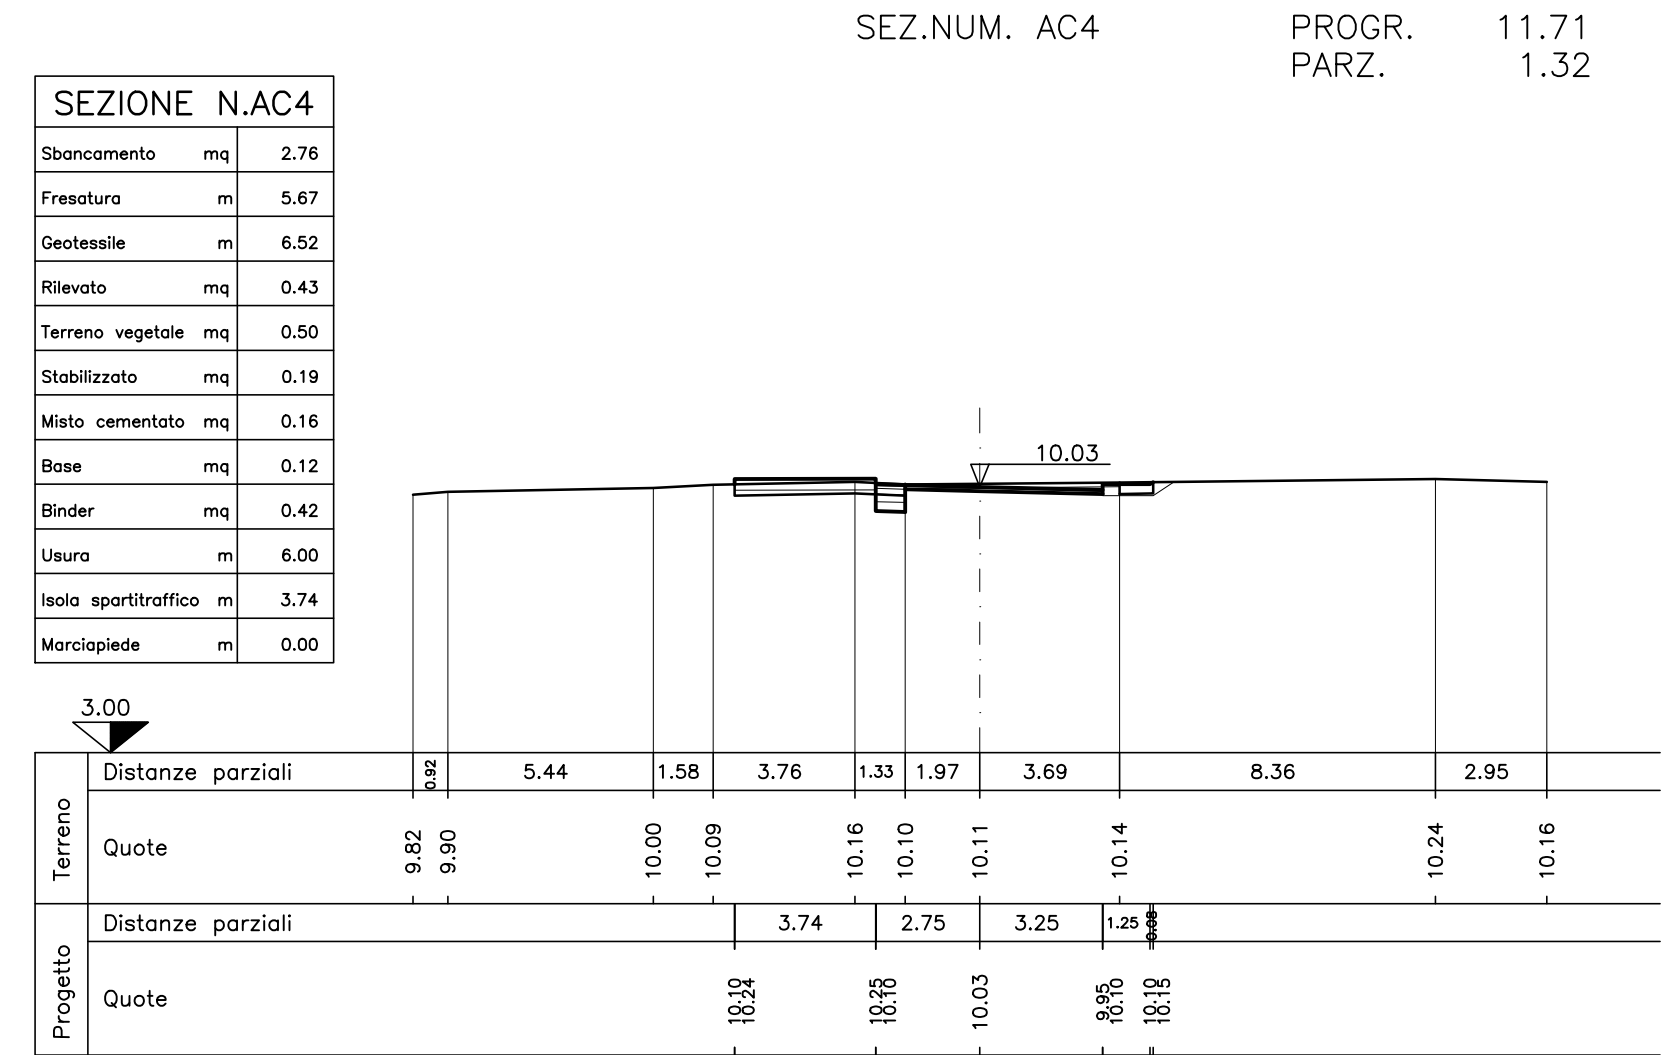 SEZ.NUM. AC4 PROGR. 11.71
PARZ. 1.32
SEZIONE N.AC4
Sbancamento mq 2.76
Fresatura m 5.67
Geotessile m 6.52
Rilevato mq 0.43
Terreno vegetale mq 0.50
Stabilizzato mq 0.19
Misto cementato mq 0.16
Base mq 0.12
Binder mq 0.42
Usura m 6.00
Isola spartitraffico m 3.74
Marciapiede m 0.00
10.03
3.00
Terreno
Distanze parziali 0.92 5.44 1.58 3.76 1.33 1.97 3.69 8.36 2.95
Quote 9.82 9.90 10.00 10.09 10.16 10.10 10.11 10.14 10.24 10.16
Progetto
Distanze parziali 3.74 2.75 3.25 1.25 0.08
Quote 10.10 10.24 10.25 10.10 10.03 9.95 10.10 10.10 10.15